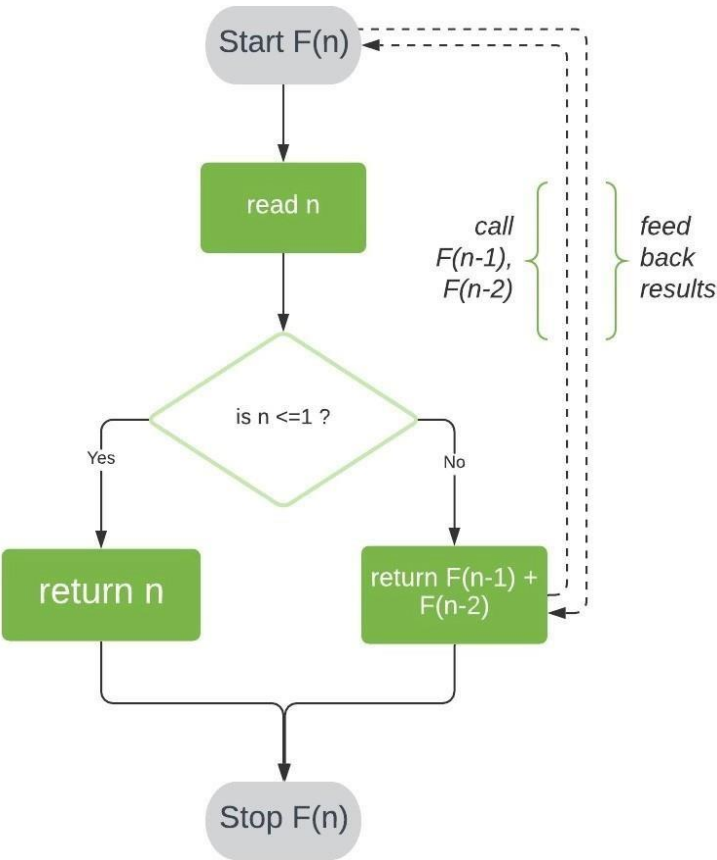 Start F(n)
read n
call
F(n-1),
F(n-2)
feed
back
results
is n <=1 ?
Yes
No
return n
return F(n-1) +
F(n-2)
Stop F(n)